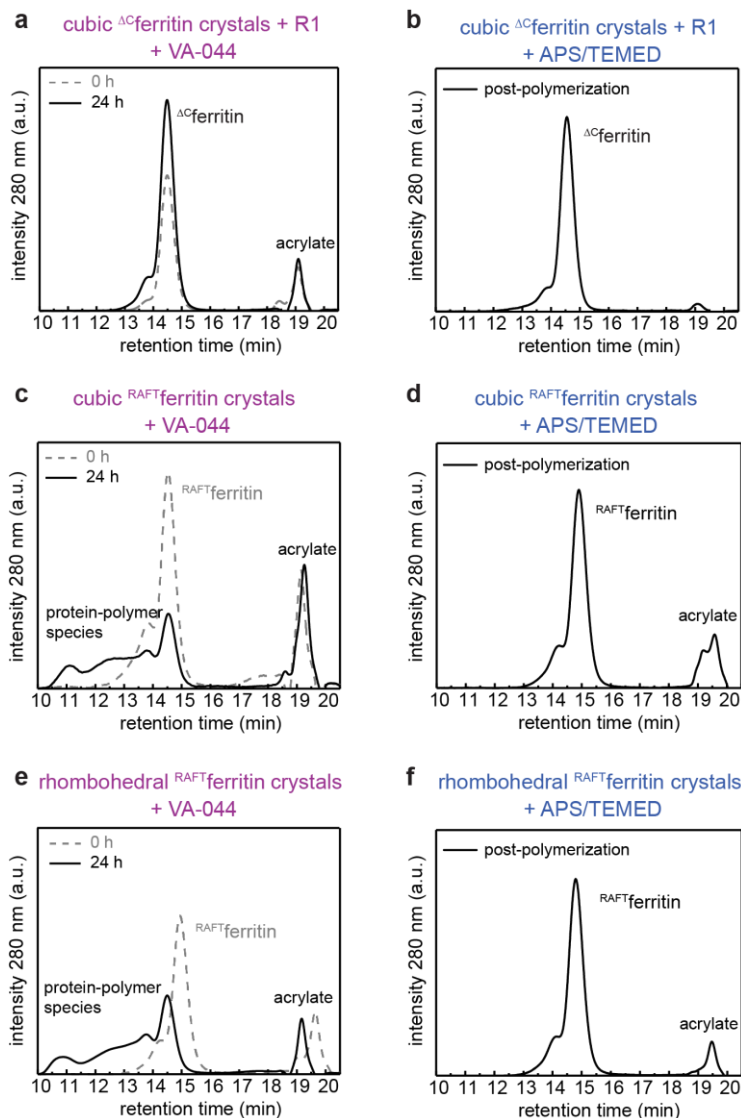 a
cubic ΔCferritin crystals + R1
+ VA-044
0 h
24 h
ΔCferritin
acrylate
intensity 280 nm (a.u.)
10 11 12 13 14 15 16 17 18 19 20
retention time (min)
b
cubic ΔCferritin crystals + R1
+ APS/TEMED
post-polymerization
ΔCferritin
intensity 280 nm (a.u.)
10 11 12 13 14 15 16 17 18 19 20
retention time (min)
c
cubic RAFTferritin crystals
+ VA-044
0 h
24 h
RAFTferritin
acrylate
protein-polymer
species
intensity 280 nm (a.u.)
10 11 12 13 14 15 16 17 18 19 20
retention time (min)
d
cubic RAFTferritin crystals
+ APS/TEMED
post-polymerization
RAFTferritin
acrylate
intensity 280 nm (a.u.)
10 11 12 13 14 15 16 17 18 19 20
retention time (min)
e
rhombohedral RAFTferritin crystals
+ VA-044
0 h
24 h
RAFTferritin
protein-polymer
species
acrylate
intensity 280 nm (a.u.)
10 11 12 13 14 15 16 17 18 19 20
retention time (min)
f
rhombohedral RAFTferritin crystals
+ APS/TEMED
post-polymerization
RAFTferritin
acrylate
intensity 280 nm (a.u.)
10 11 12 13 14 15 16 17 18 19 20
retention time (min)